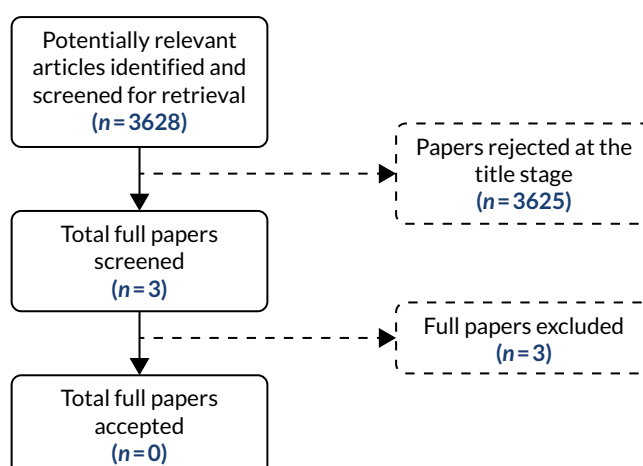 Potentially relevant
articles identified and
screened for retrieval
(n=3628)
Papers rejected at the
title stage
(n=3625)
Total full papers
screened
(n=3)
Full papers excluded
(n=3)
Total full papers
accepted
(n=0)